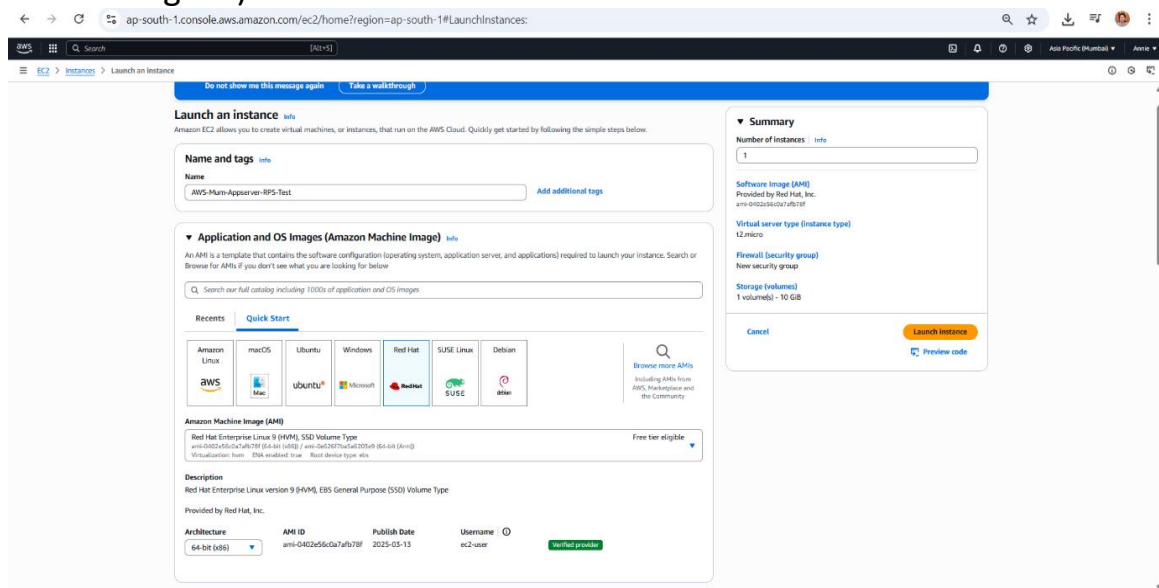 ap-south-1.console.aws.amazon.com/ec2/home?region=ap-south-1#LaunchInstances:
aws Search [Alt+S] Asia Pacific (Mumbai) ▼ Annie ▼
EC2 > Instances > Launch an instance
Do not show me this message again Take a walkthrough
Launch an instance Info
Amazon EC2 allows you to create virtual machines, or instances, that run on the AWS Cloud. Quickly get started by following the simple steps below.
Name and tags Info
Name
AWS-Mum-Appserver-RPS-Test Add additional tags
▼ Application and OS Images (Amazon Machine Image) Info
An AMI is a template that contains the software configuration (operating system, application server, and applications) required to launch your instance. Search or
Browse for AMIs if you don't see what you are looking for below
Search our full catalog including 1000s of application and OS images
Recents Quick Start
Amazon Linux
aws
macOS
Mac
Ubuntu
ubuntu®
Windows
Microsoft
Red Hat
Red Hat
SUSE Linux
SUSE
Debian
debian
Browse more AMIs
Including AMIs from
AWS, Marketplace and
the Community
Amazon Machine Image (AMI)
Red Hat Enterprise Linux 9 (HVM), SSD Volume Type Free tier eligible
ami-0402e56c0a7afb78f (64-bit (x86)) / (64-bit (Arm))
Virtualization: hvm ENA enabled: true Root device type: ebs
Description
Red Hat Enterprise Linux version 9 (HVM), EBS General Purpose (SSD) Volume Type
Provided by Red Hat, Inc.
Architecture AMI ID Publish Date Username
64-bit (x86) ami-0402e56c0a7afb78f 2025-03-13 ec2-user Verified provider
▼ Summary
Number of instances Info
1
Software Image (AMI)
Provided by Red Hat, Inc.
ami-0402e56c0a7afb78f
Virtual server type (instance type)
t2.micro
Firewall (security group)
New security group
Storage (volumes)
1 volume(s) - 10 GiB
Cancel Launch instance
Preview code